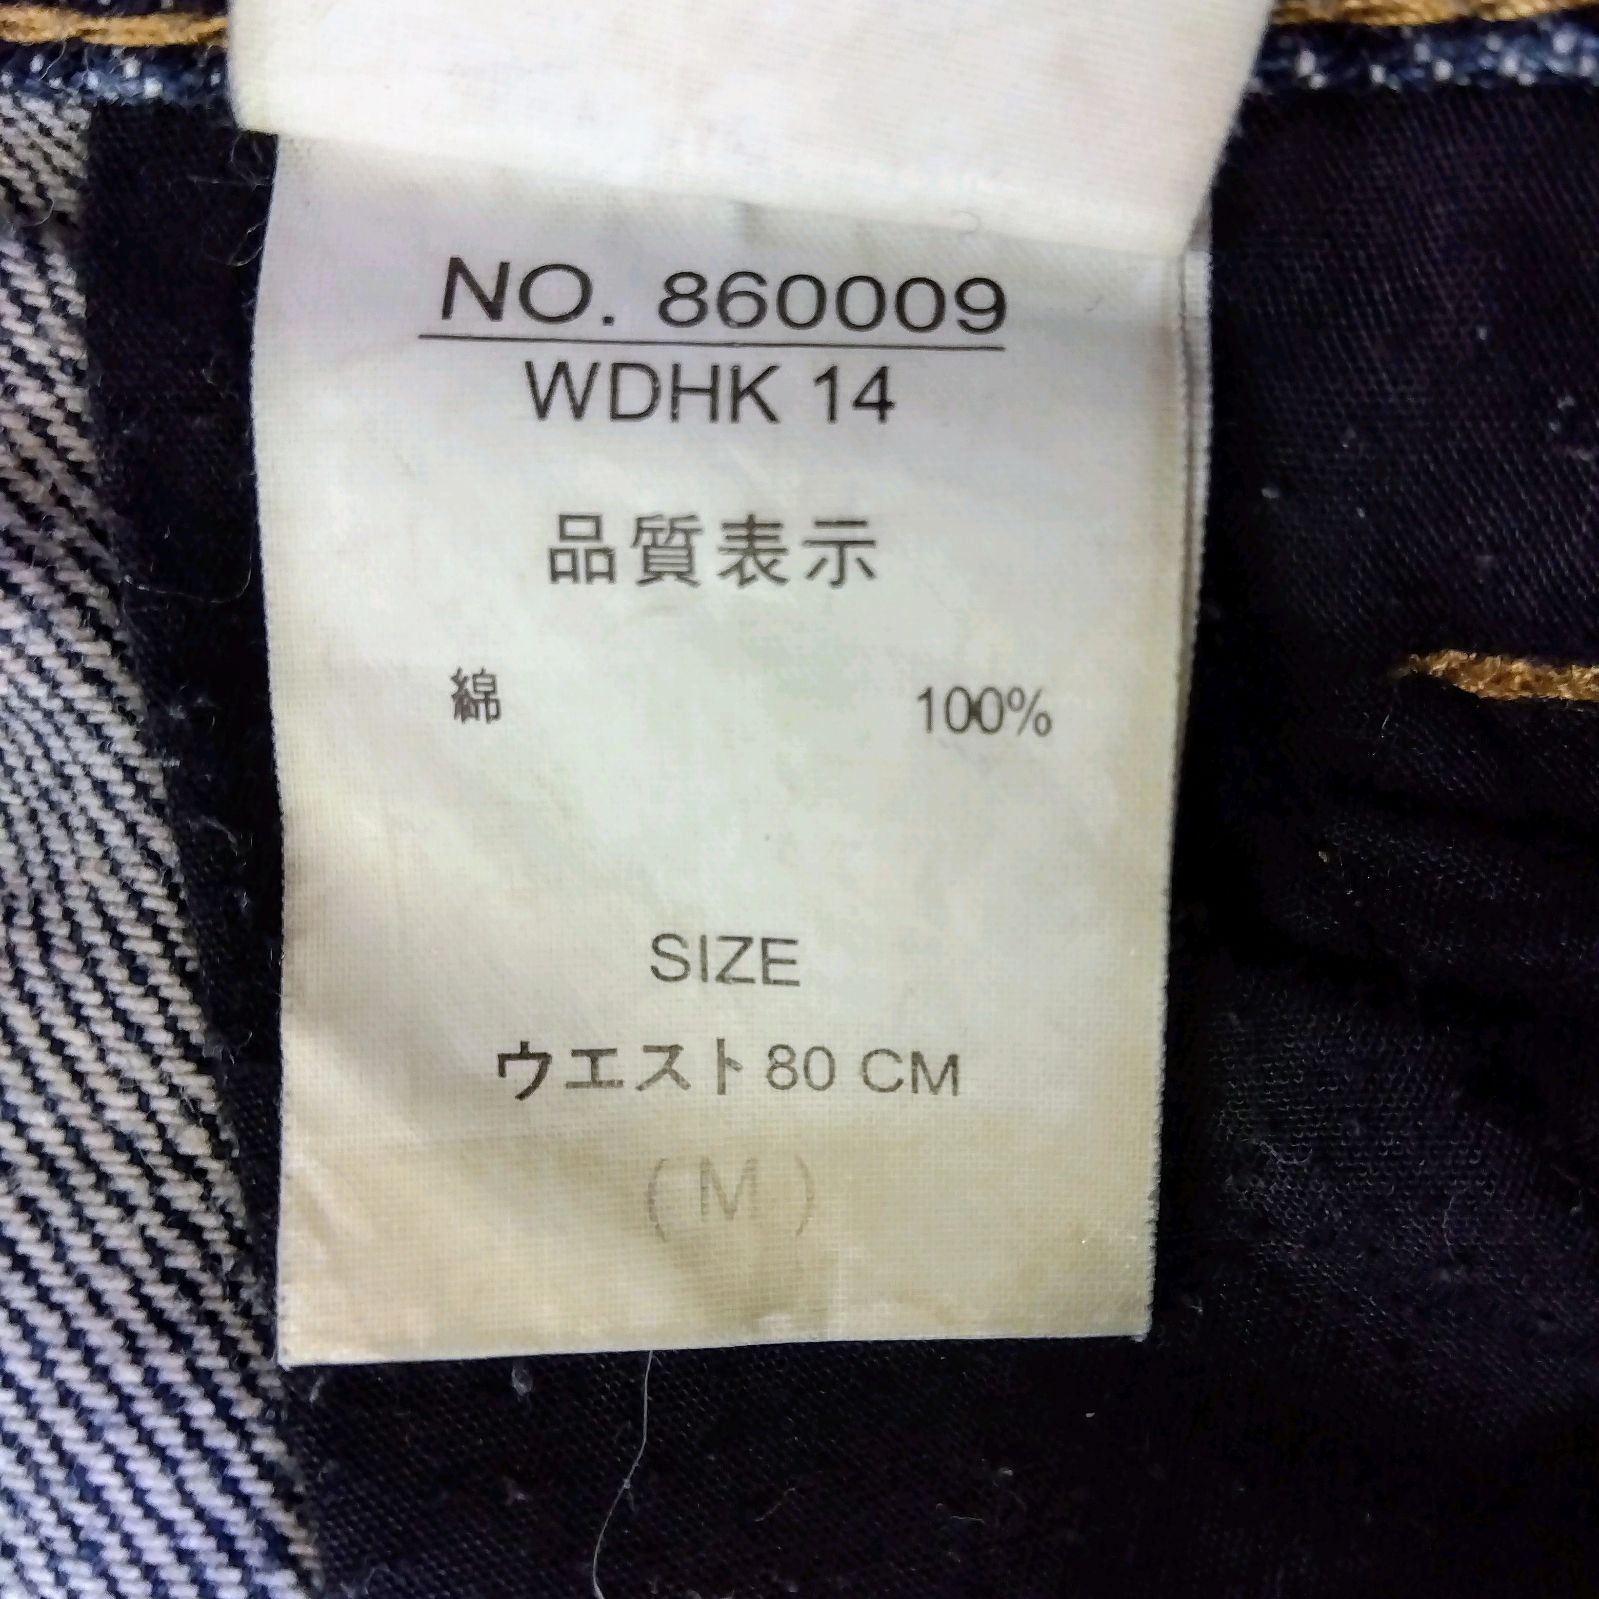 NO. 860009
WDHK 14
品質表示
綿 100%
SIZE
ウエスト80 CM
(M)